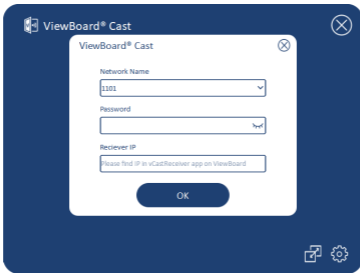 ViewBoard® Cast
ViewBoard® Cast
Network Name
1101
Password
Reciever IP
Please find IP in vCastReceiver app on ViewBoard
OK